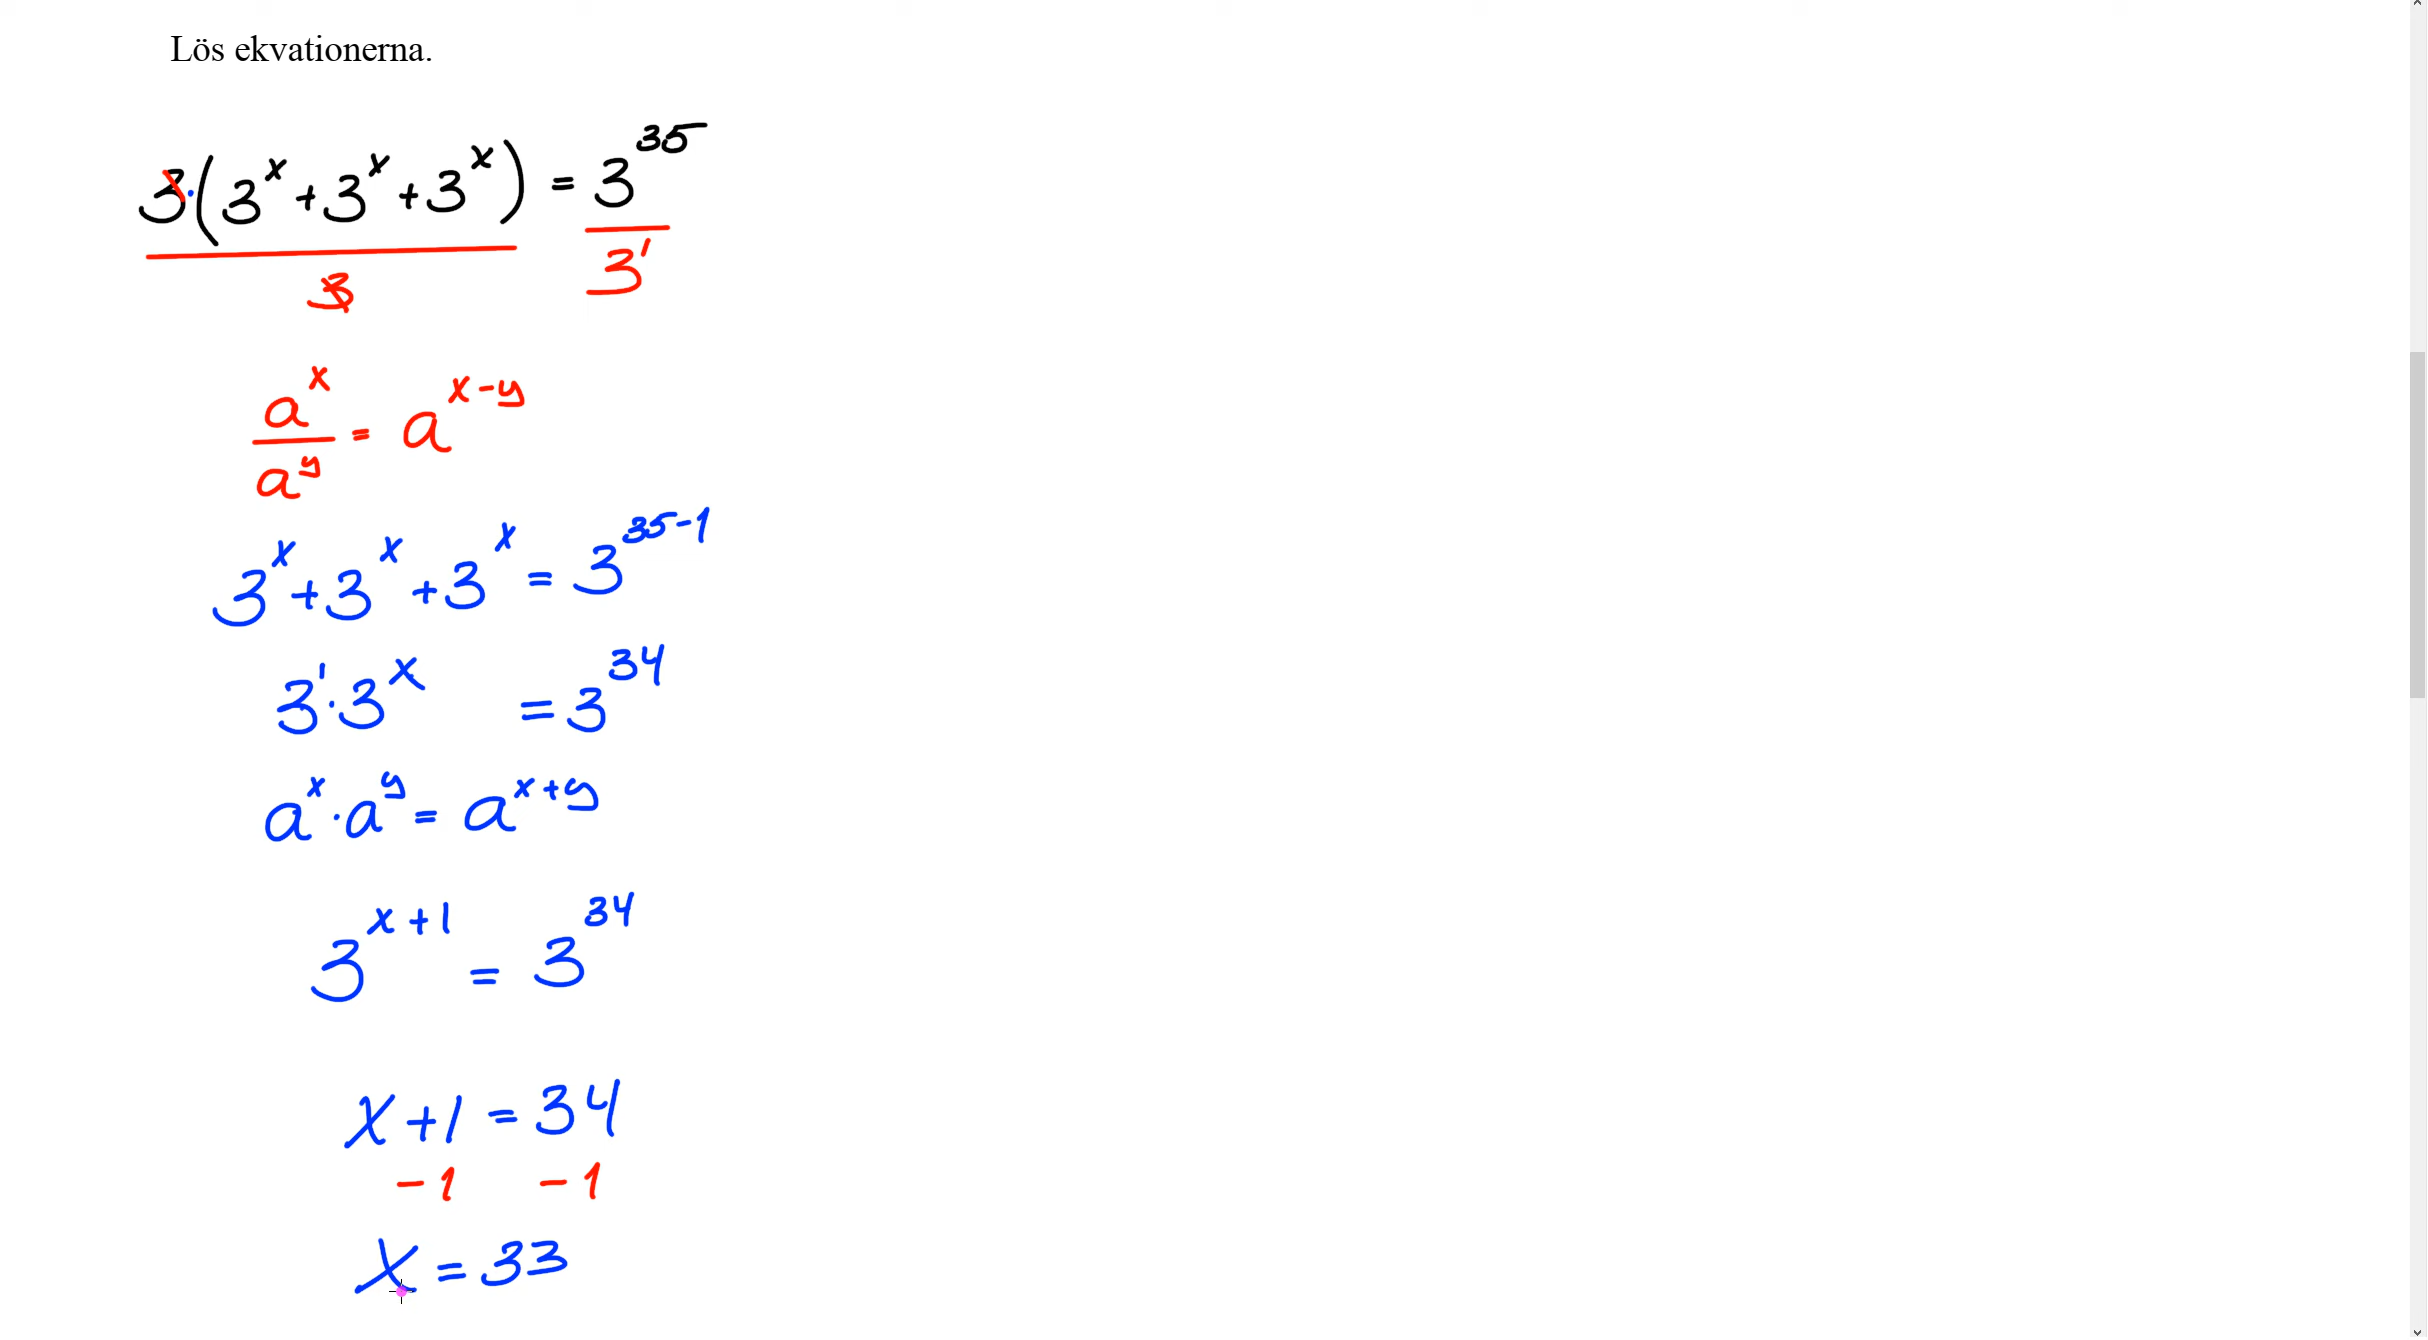 Lös ekvationerna.
3·(3^x + 3^x + 3^x) = 3^35
3 3^1
a^x / a^y = a^(x-y)
3^x + 3^x + 3^x = 3^(35-1)
3^1 · 3^x = 3^34
a^x · a^y = a^(x+y)
3^(x+1) = 3^34
x + 1 = 34
-1 -1
x = 33